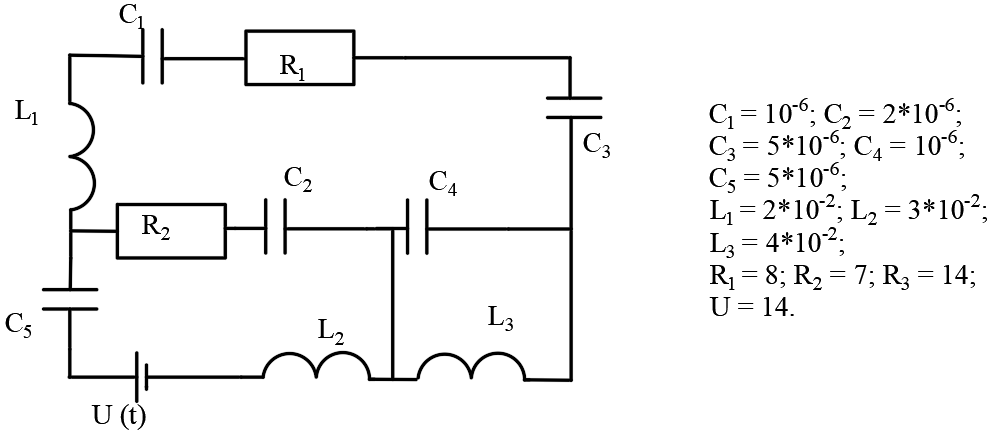 C₁
R₁
L₁
C₃
C₂
C₄
R₂
C₅
L₂
L₃
U (t)
C₁ = 10⁻⁶; C₂ = 2*10⁻⁶;
C₃ = 5*10⁻⁶; C₄ = 10⁻⁶;
C₅ = 5*10⁻⁶;
L₁ = 2*10⁻²; L₂ = 3*10⁻²;
L₃ = 4*10⁻²;
R₁ = 8; R₂ = 7; R₃ = 14;
U = 14.